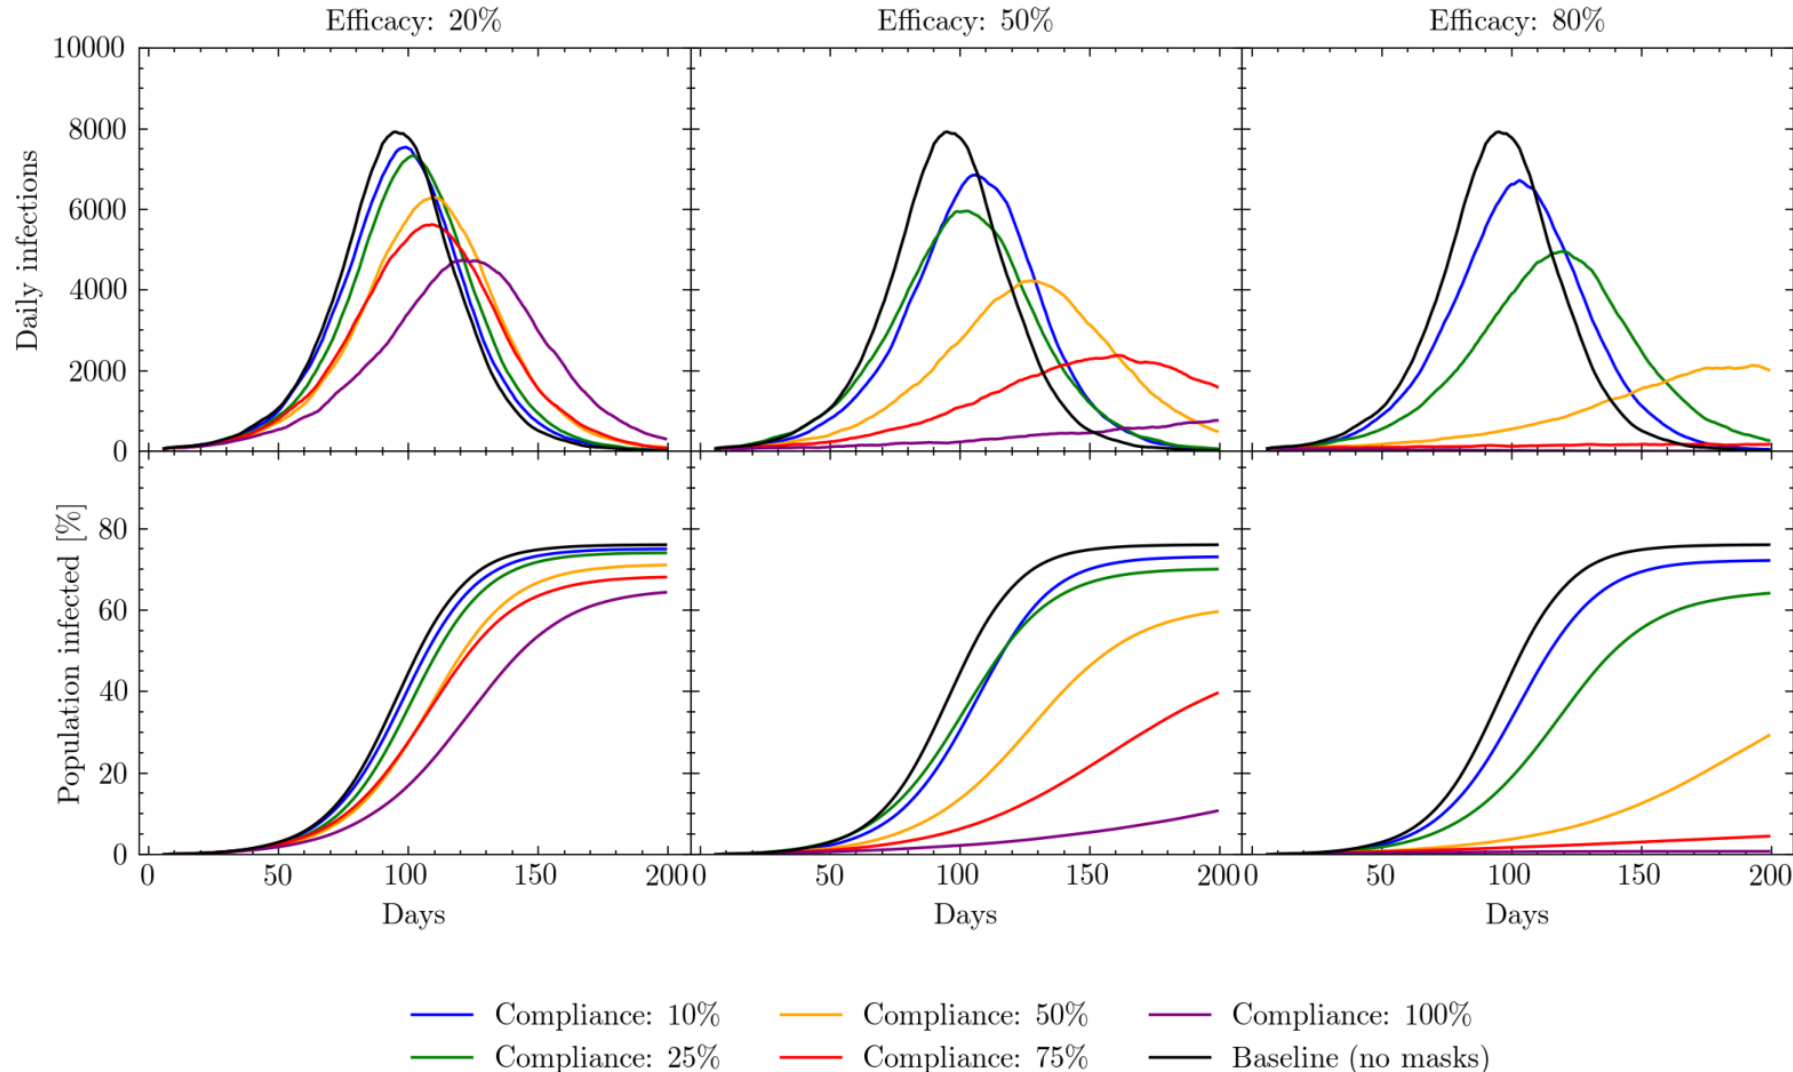 Efficacy: 20% Efficacy: 50% Efficacy: 80%
10000
8000
6000
4000
2000
0
Daily infections
80
60
40
20
0
Population infected [%]
0 50 100 150 200 0 50 100 150 200 0 50 100 150 200
Days Days Days
Compliance: 10% Compliance: 50% Compliance: 100%
Compliance: 25% Compliance: 75% Baseline (no masks)